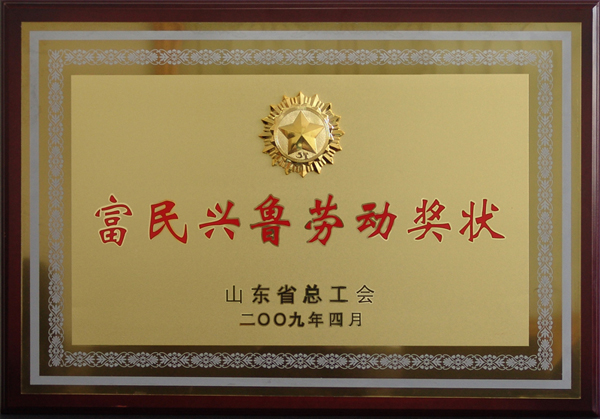 富民兴鲁劳动奖状
山东省总工会
二〇〇九年四月